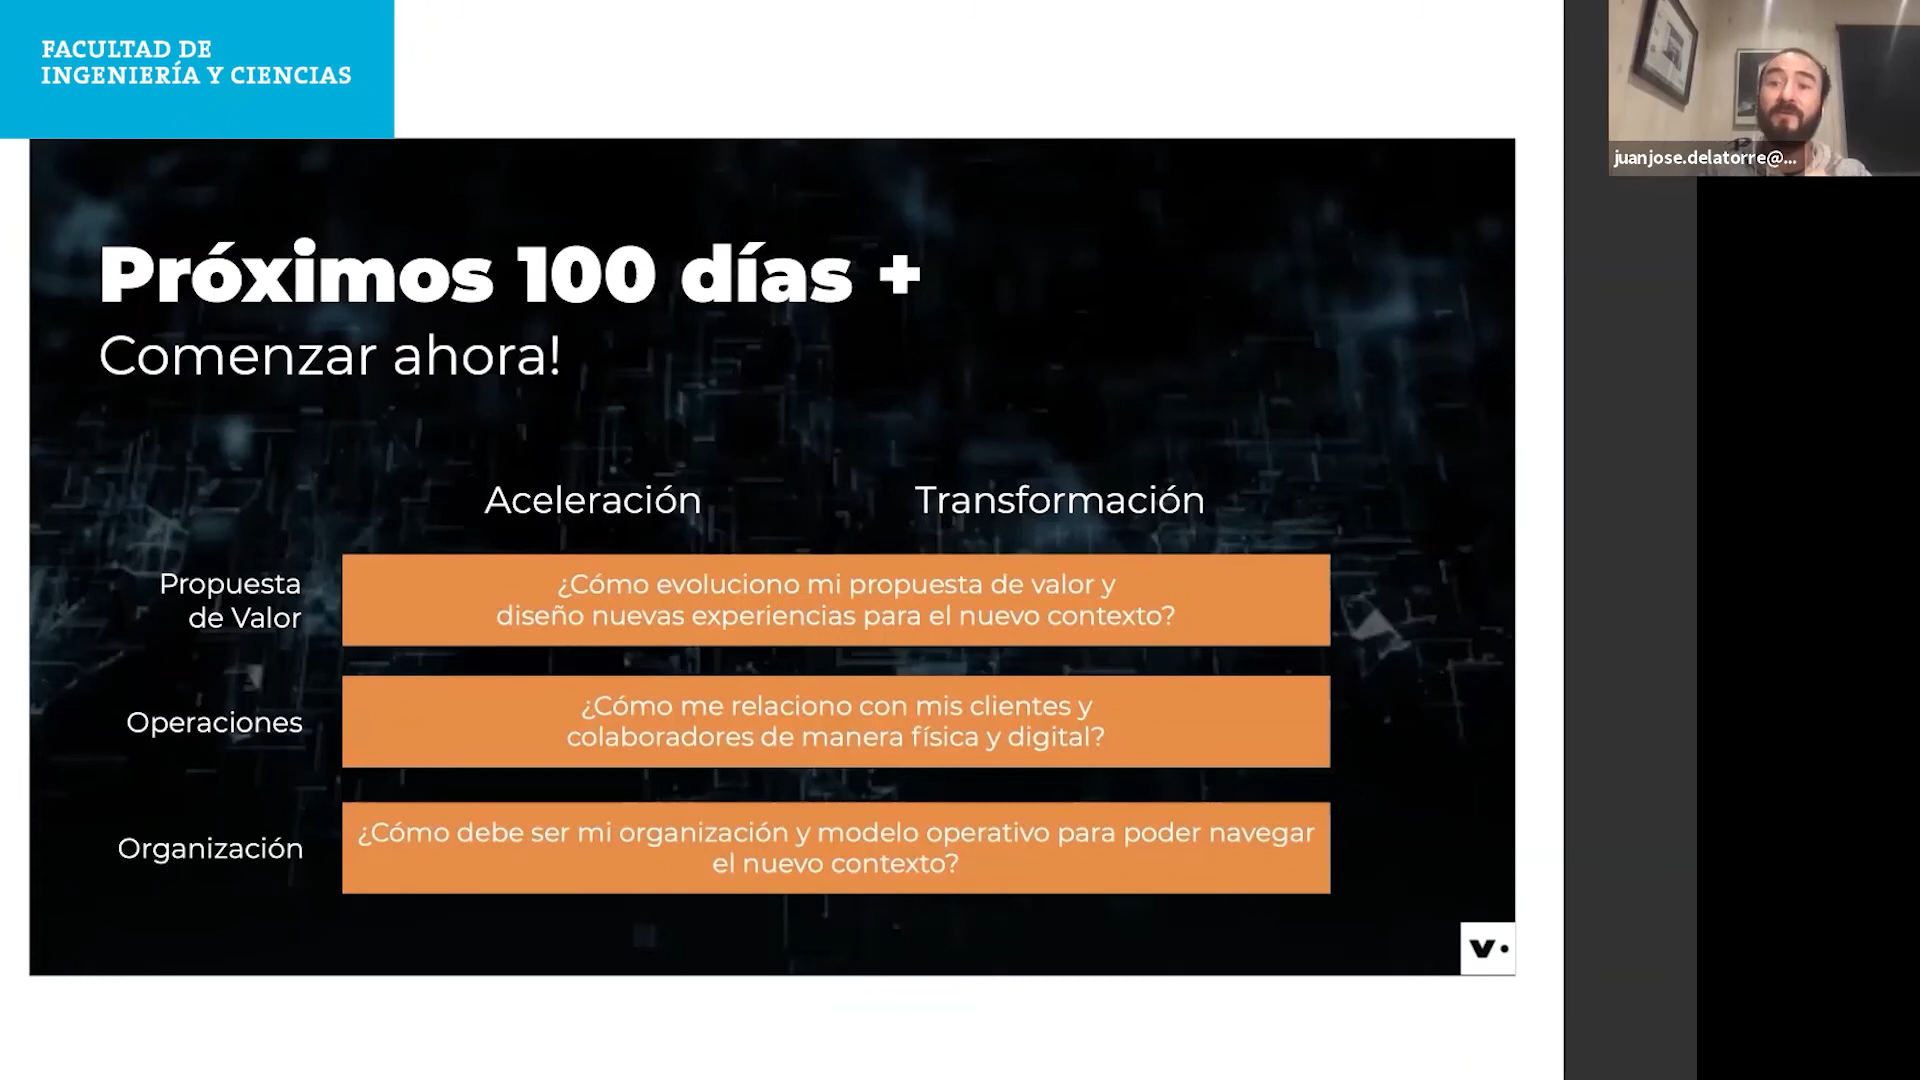 FACULTAD DE
INGENIERÍA Y CIENCIAS
juanjose.delatorre@...
Próximos 100 días +
Comenzar ahora!
Aceleración
Transformación
Propuesta
de Valor
¿Cómo evoluciono mi propuesta de valor y
diseño nuevas experiencias para el nuevo contexto?
Operaciones
¿Cómo me relaciono con mis clientes y
colaboradores de manera física y digital?
Organización
¿Cómo debe ser mi organización y modelo operativo para poder navegar
el nuevo contexto?
v.